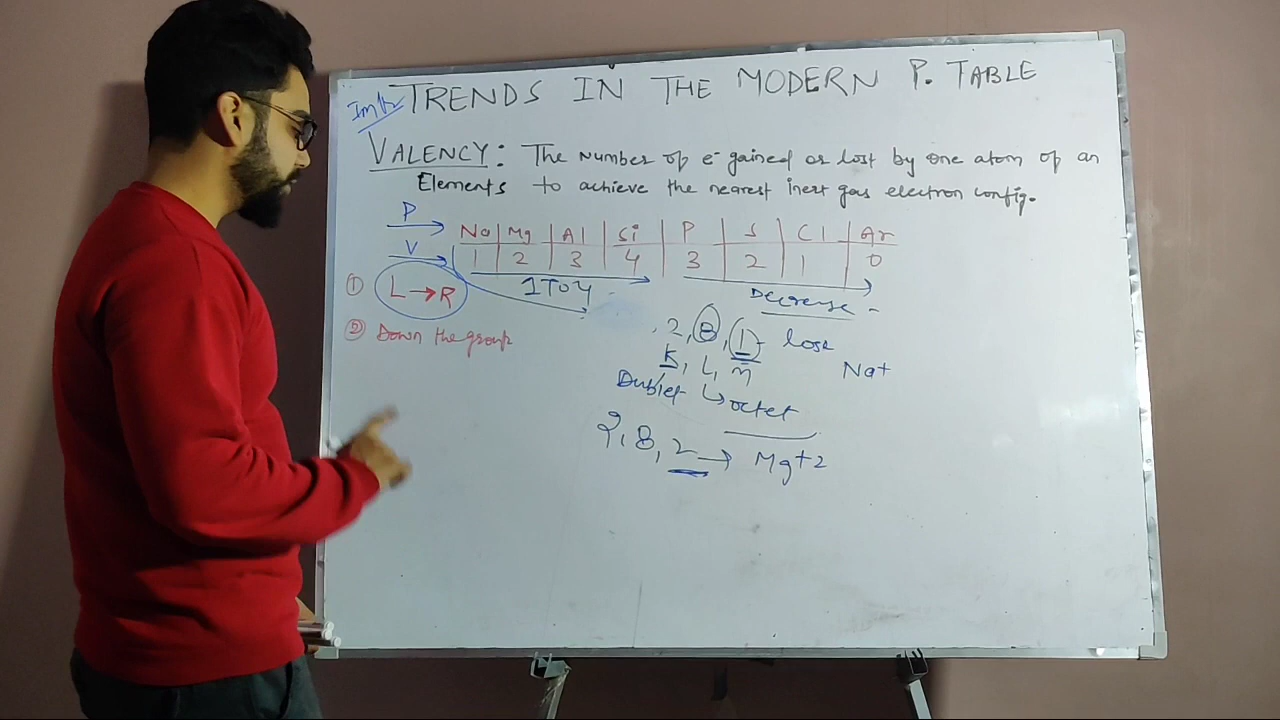 Imp TRENDS IN THE MODERN P. TABLE
VALENCY: The Number of e⁻ gained or lost by one atom of an
Elements to achieve the nearest inert gas electron config.
P → Na Mg Al Si P S Cl Ar
V → 1 2 3 4 3 2 1 0
① L → R 1 TO 4 Decrease -
2, 8, 1 - lose
② Down the group
K, L, M Na+
Duplet ↳ octet
2, 8, 2 → Mg+2